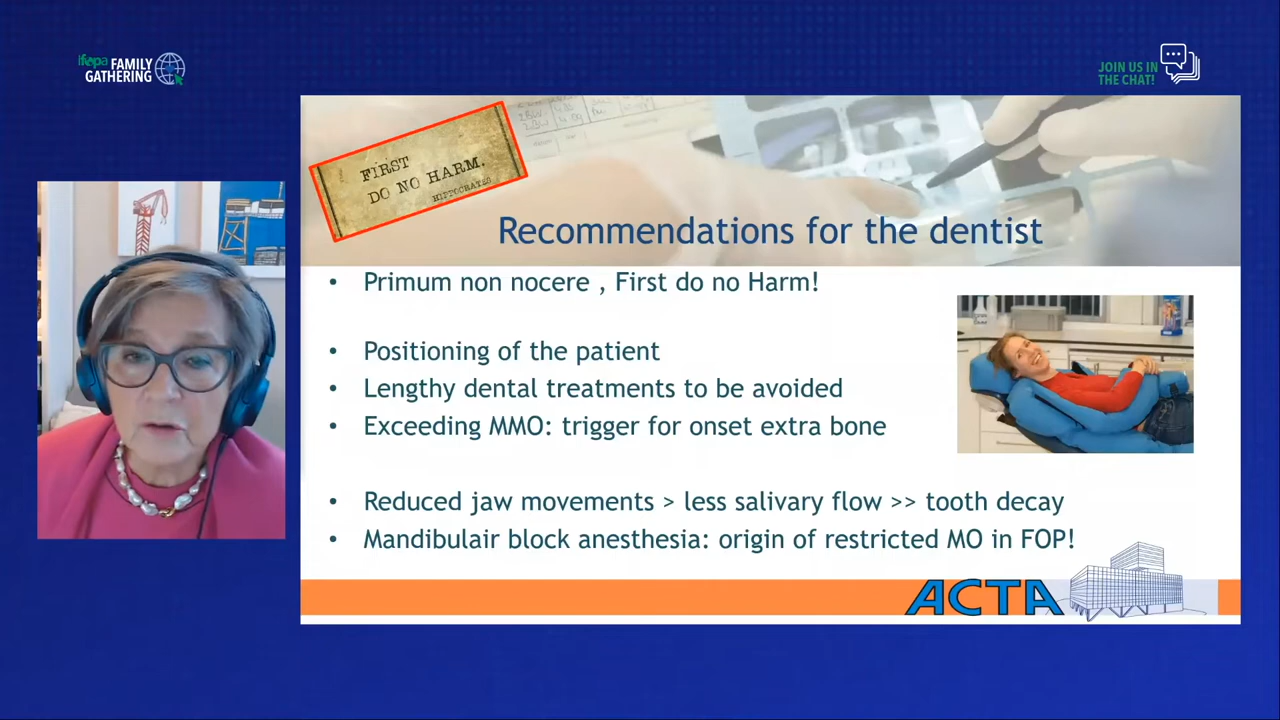 ifopa FAMILY
GATHERING
JOIN US IN
THE CHAT!
FIRST
DO NO HARM.
HIPPOCRATES
Recommendations for the dentist
• Primum non nocere , First do no Harm!
• Positioning of the patient
• Lengthy dental treatments to be avoided
• Exceeding MMO: trigger for onset extra bone
• Reduced jaw movements > less salivary flow >> tooth decay
• Mandibulair block anesthesia: origin of restricted MO in FOP!
ACTA